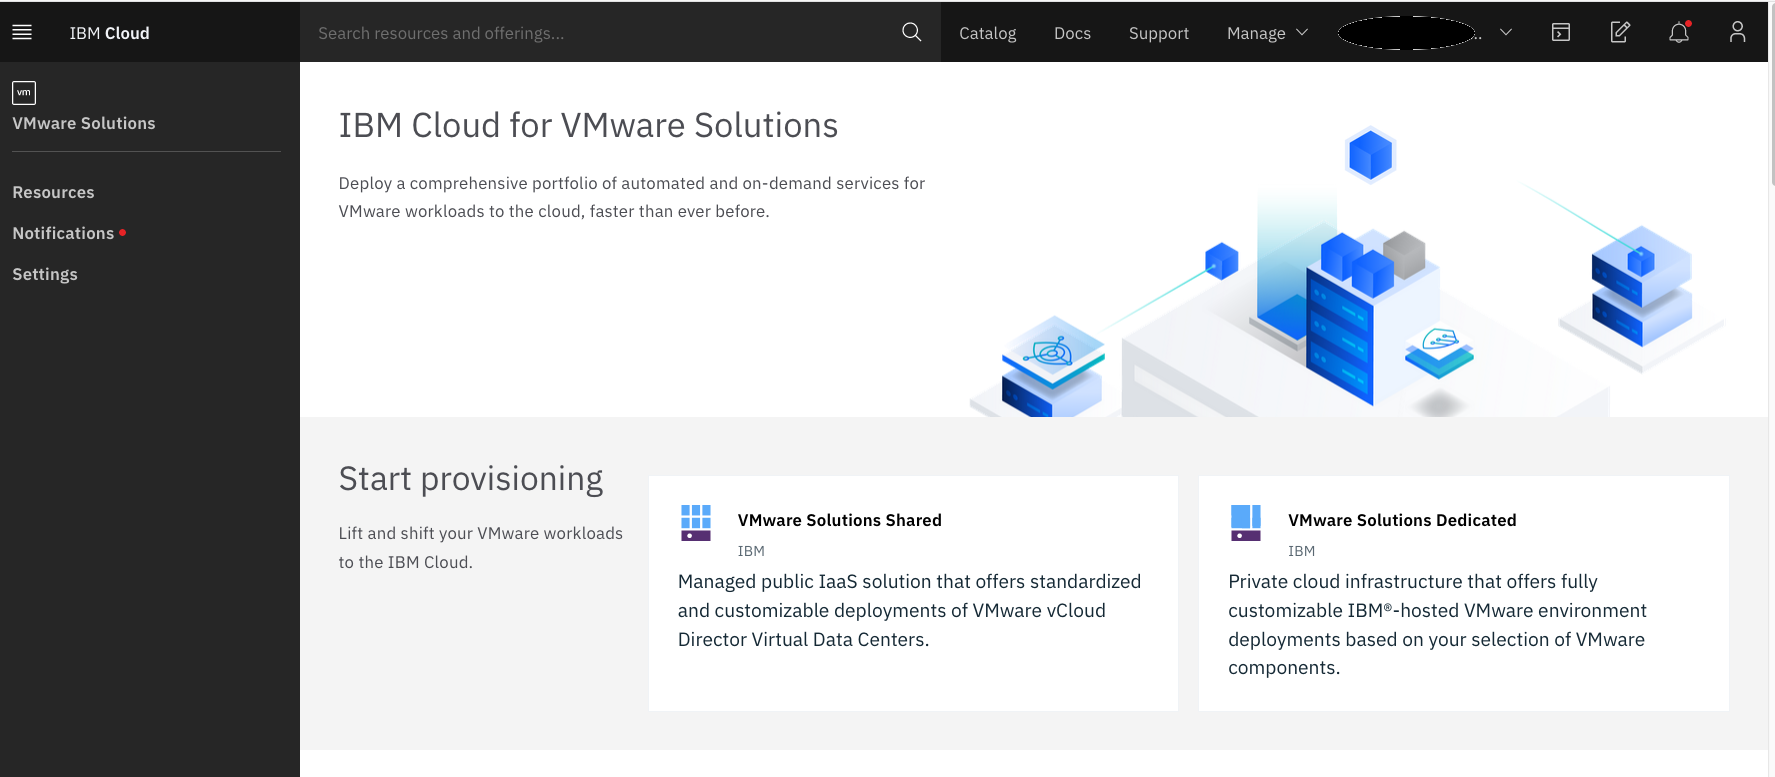 IBM Cloud
Search resources and offerings...
Catalog
Docs
Support
Manage
..
vm
VMware Solutions
Resources
Notifications
Settings
IBM Cloud for VMware Solutions
Deploy a comprehensive portfolio of automated and on-demand services for
VMware workloads to the cloud, faster than ever before.
Start provisioning
Lift and shift your VMware workloads
to the IBM Cloud.
VMware Solutions Shared
IBM
Managed public IaaS solution that offers standardized
and customizable deployments of VMware vCloud
Director Virtual Data Centers.
VMware Solutions Dedicated
IBM
Private cloud infrastructure that offers fully
customizable IBM®-hosted VMware environment
deployments based on your selection of VMware
components.